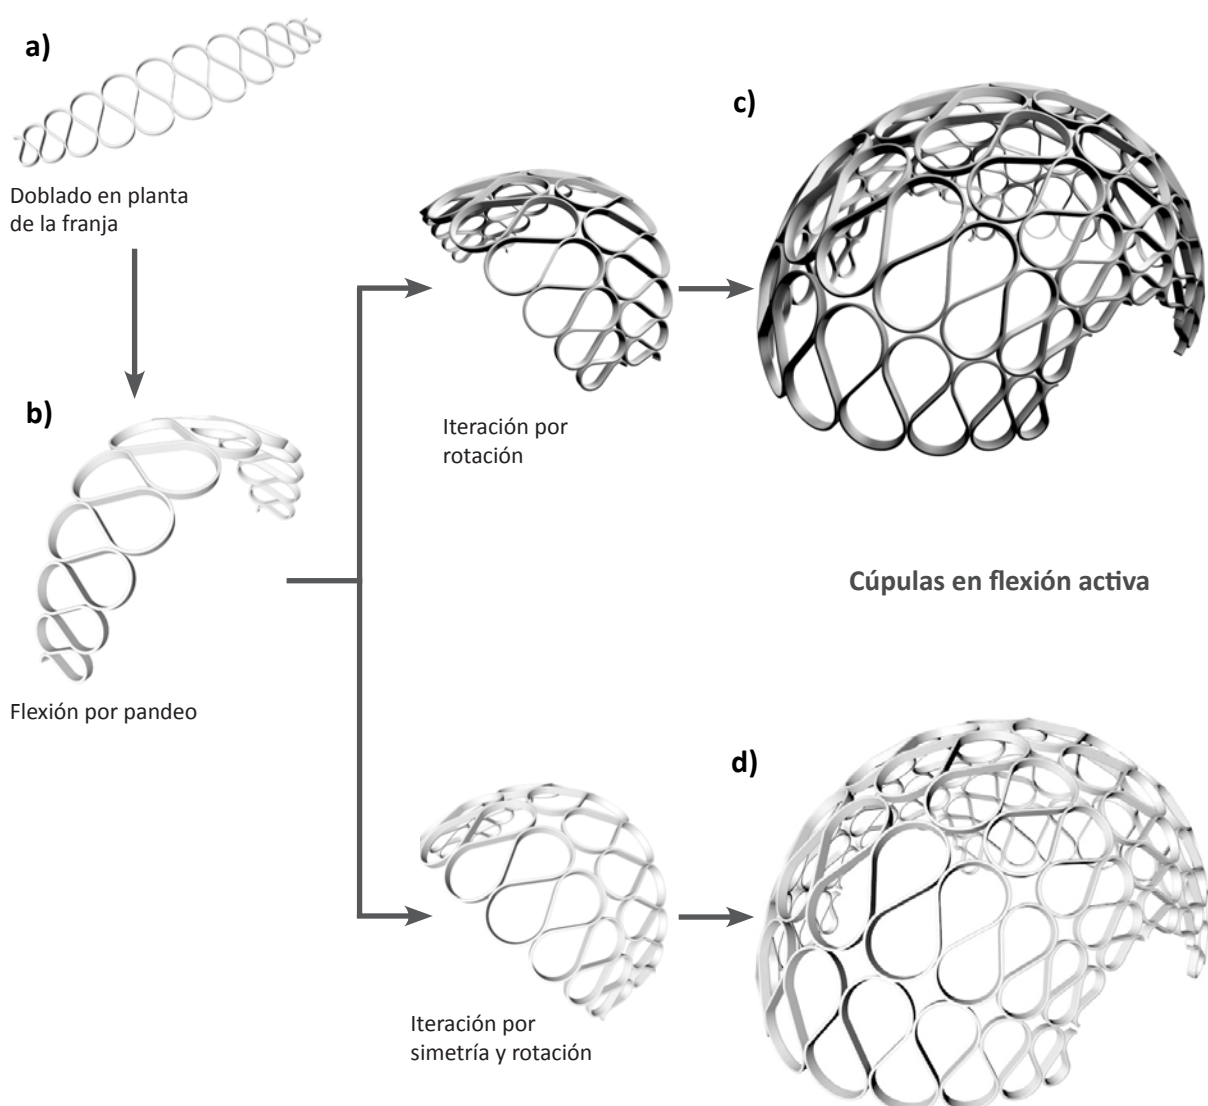 a)
Doblado en planta
de la franja
b)
Flexión por pandeo
Iteración por
rotación
c)
Cúpulas en flexión activa
Iteración por
simetría y rotación
d)